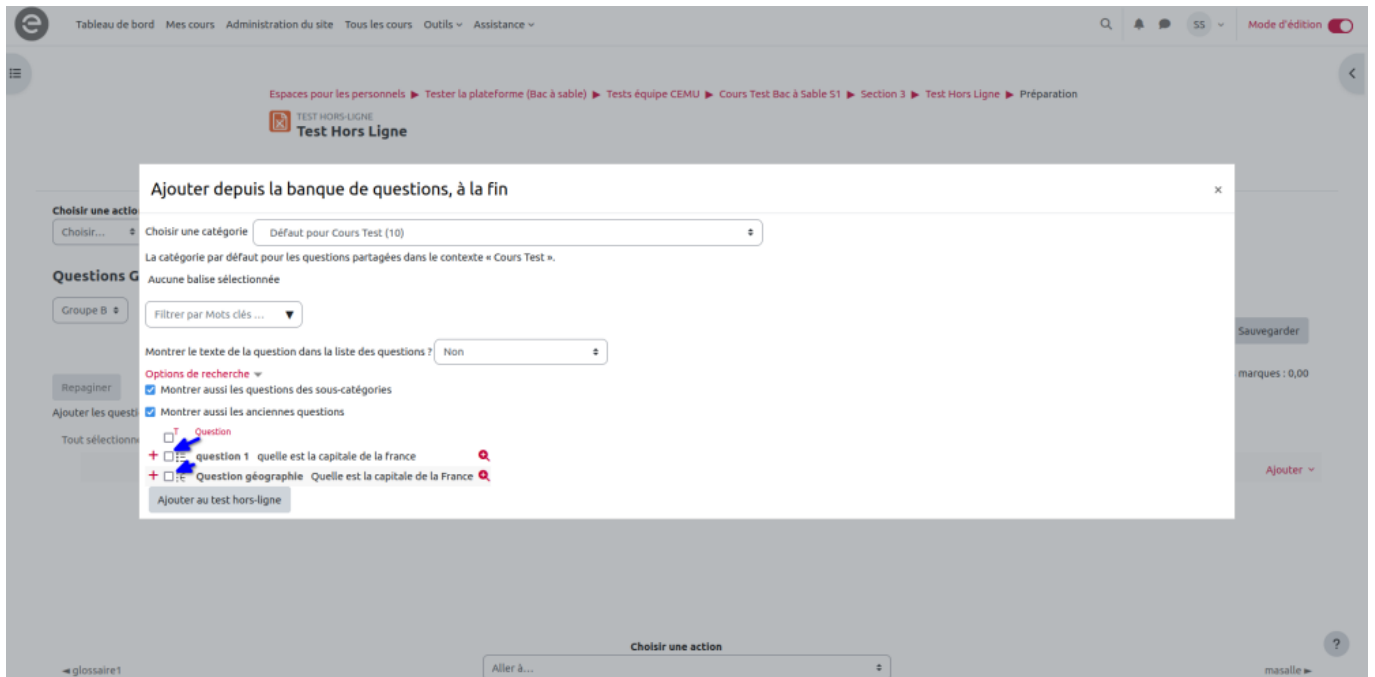 e Tableau de bord Mes cours Administration du site Tous les cours Outils Assistance SS Mode d'édition
Espaces pour les personnels ▶ Tester la plateforme (Bac à sable) ▶ Tests équipe CEMU ▶ Cours Test Bac à Sable S1 ▶ Section 3 ▶ Test Hors Ligne ▶ Préparation
TEST HORS-LIGNE
Test Hors Ligne
Ajouter depuis la banque de questions, à la fin ×
Choisir une actio
Choisir... Choisir une catégorie Défaut pour Cours Test (10)
La catégorie par défaut pour les questions partagées dans le contexte « Cours Test ».
Questions G Aucune balise sélectionnée
Groupe B Filtrer par Mots clés ... ▼
Sauvegarder
Montrer le texte de la question dans la liste des questions ? Non
Options de recherche marques : 0,00
Repaginer Montrer aussi les questions des sous-catégories
Ajouter les questi Montrer aussi les anciennes questions
Tout sélectionn T Question
+ question 1 quelle est la capitale de la france
+ Question géographie Quelle est la capitale de la France Ajouter
Ajouter au test hors-ligne
Choisir une action ?
◄ glossaire1 Aller à... masalle ►